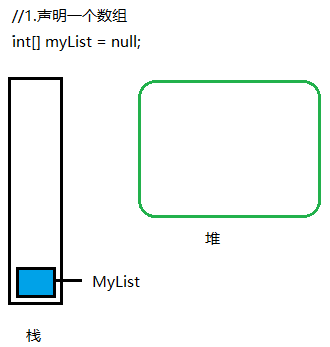 //1.声明一个数组
int[] myList = null;
堆
MyList
栈